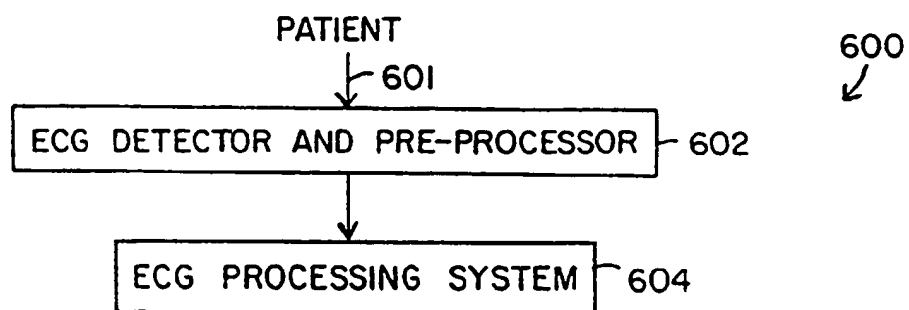 PATIENT
600
601
ECG DETECTOR AND PRE-PROCESSOR
602
ECG PROCESSING SYSTEM
604